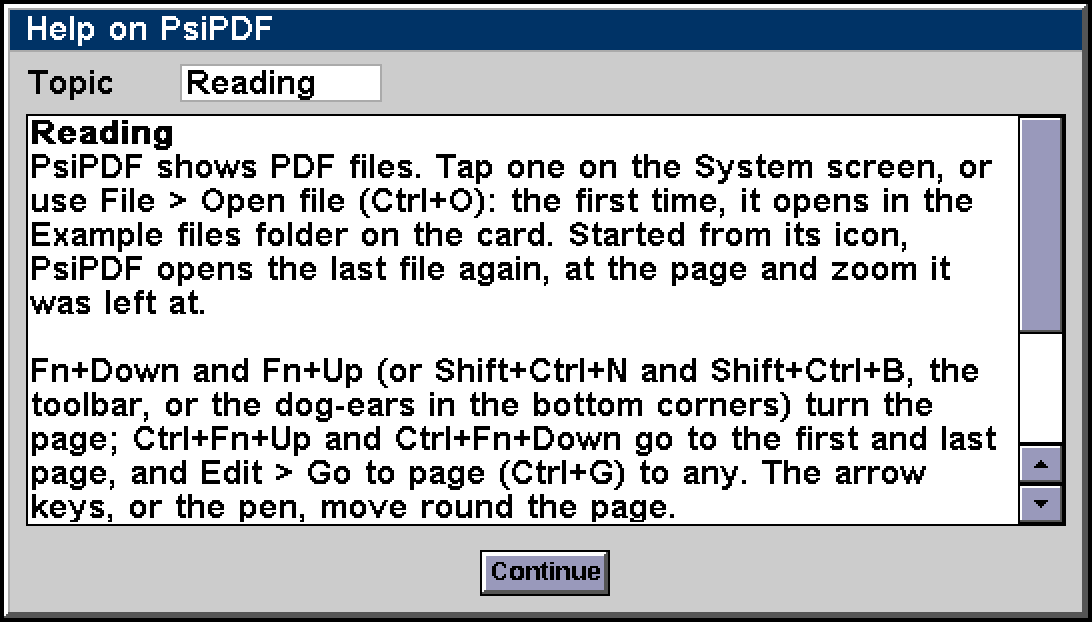 Help on PsiPDF
Topic Reading
Reading
PsiPDF shows PDF files. Tap one on the System screen, or
use File > Open file (Ctrl+O): the first time, it opens in the
Example files folder on the card. Started from its icon,
PsiPDF opens the last file again, at the page and zoom it
was left at.
Fn+Down and Fn+Up (or Shift+Ctrl+N and Shift+Ctrl+B, the
toolbar, or the dog-ears in the bottom corners) turn the
page; Ctrl+Fn+Up and Ctrl+Fn+Down go to the first and last
page, and Edit > Go to page (Ctrl+G) to any. The arrow
keys, or the pen, move round the page.
Continue